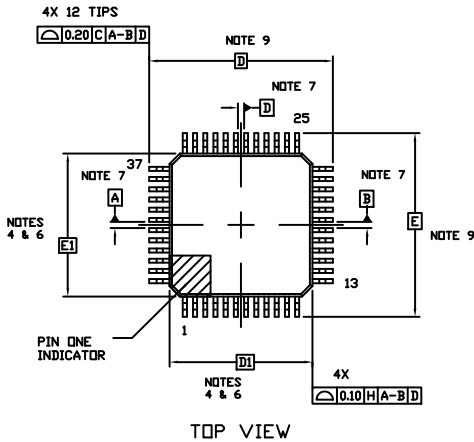 4X 12 TIPS
⌓ 0.20 C A-B D
NOTE 9
D
NOTE 7
D
25
37
NOTE 7
A
NOTE 7
B
NOTES
4 & 6
E1
E
NOTE 9
13
1
PIN ONE
INDICATOR
D1
NOTES
4 & 6
4X
⌓ 0.10 H A-B D
TOP VIEW